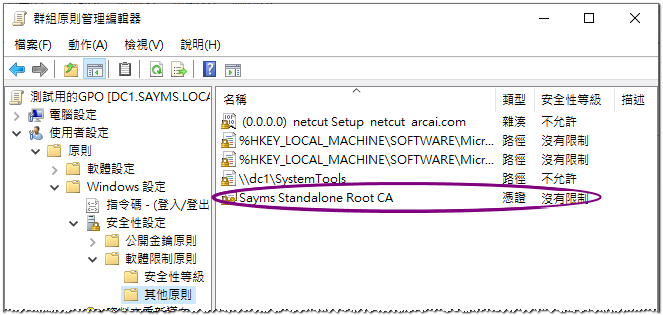 群組原則管理編輯器
檔案(F) 動作(A) 檢視(V) 說明(H)
測試用的GPO [DC1.SAYMS.LOCA
電腦設定
使用者設定
原則
軟體設定
Windows 設定
指令碼 - (登入/登出
安全性設定
公開金鑰原則
軟體限制原則
安全性等級
其他原則
名稱 類型 安全性等級 描述
(0.0.0.0) netcut Setup netcut arcai.com 雜湊 不允許
%HKEY_LOCAL_MACHINE\SOFTWARE\Micr... 路徑 沒有限制
%HKEY_LOCAL_MACHINE\SOFTWARE\Micr... 路徑 沒有限制
\\dc1\SystemTools 路徑 不允許
Sayms Standalone Root CA 憑證 沒有限制